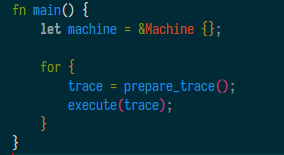 fn main() {
    let machine = &Machine {};

    for {
        trace = prepare_trace();
        execute(trace);
    }
}